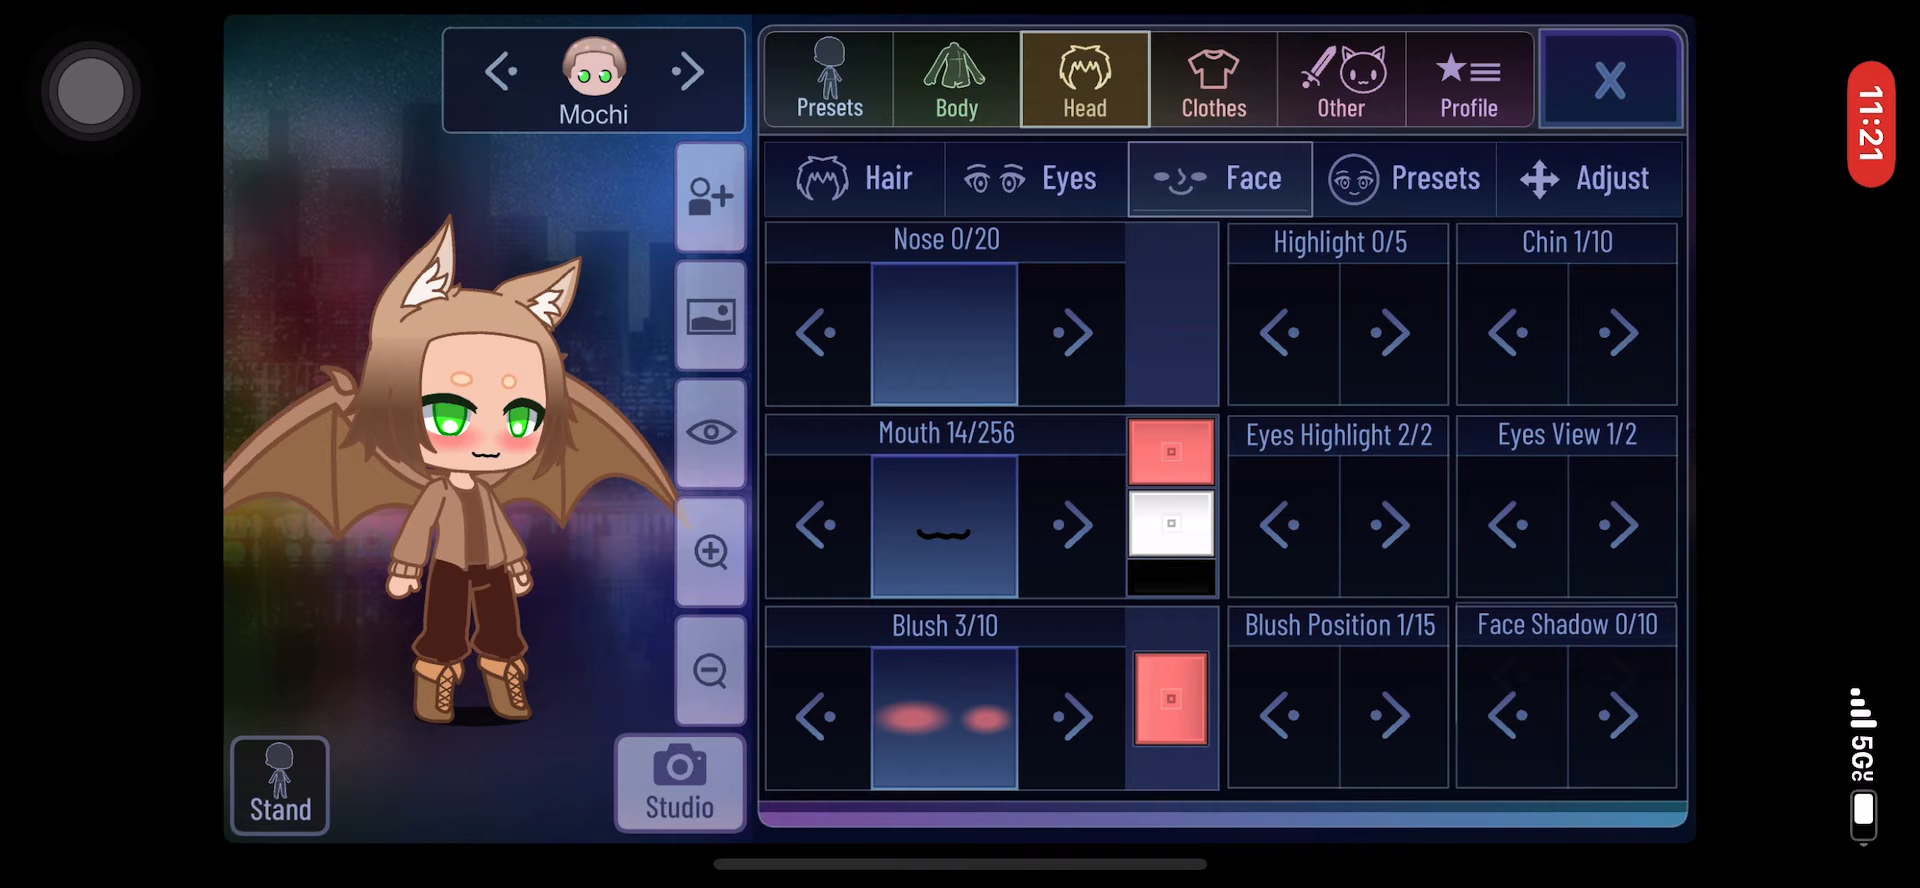 Mochi
Presets
Body
Head
Clothes
Other
Profile
X
Hair
Eyes
Face
Presets
Adjust
Nose 0/20
Highlight 0/5
Chin 1/10
Mouth 14/256
Eyes Highlight 2/2
Eyes View 1/2
Blush 3/10
Blush Position 1/15
Face Shadow 0/10
Stand
Studio
11:21
5G